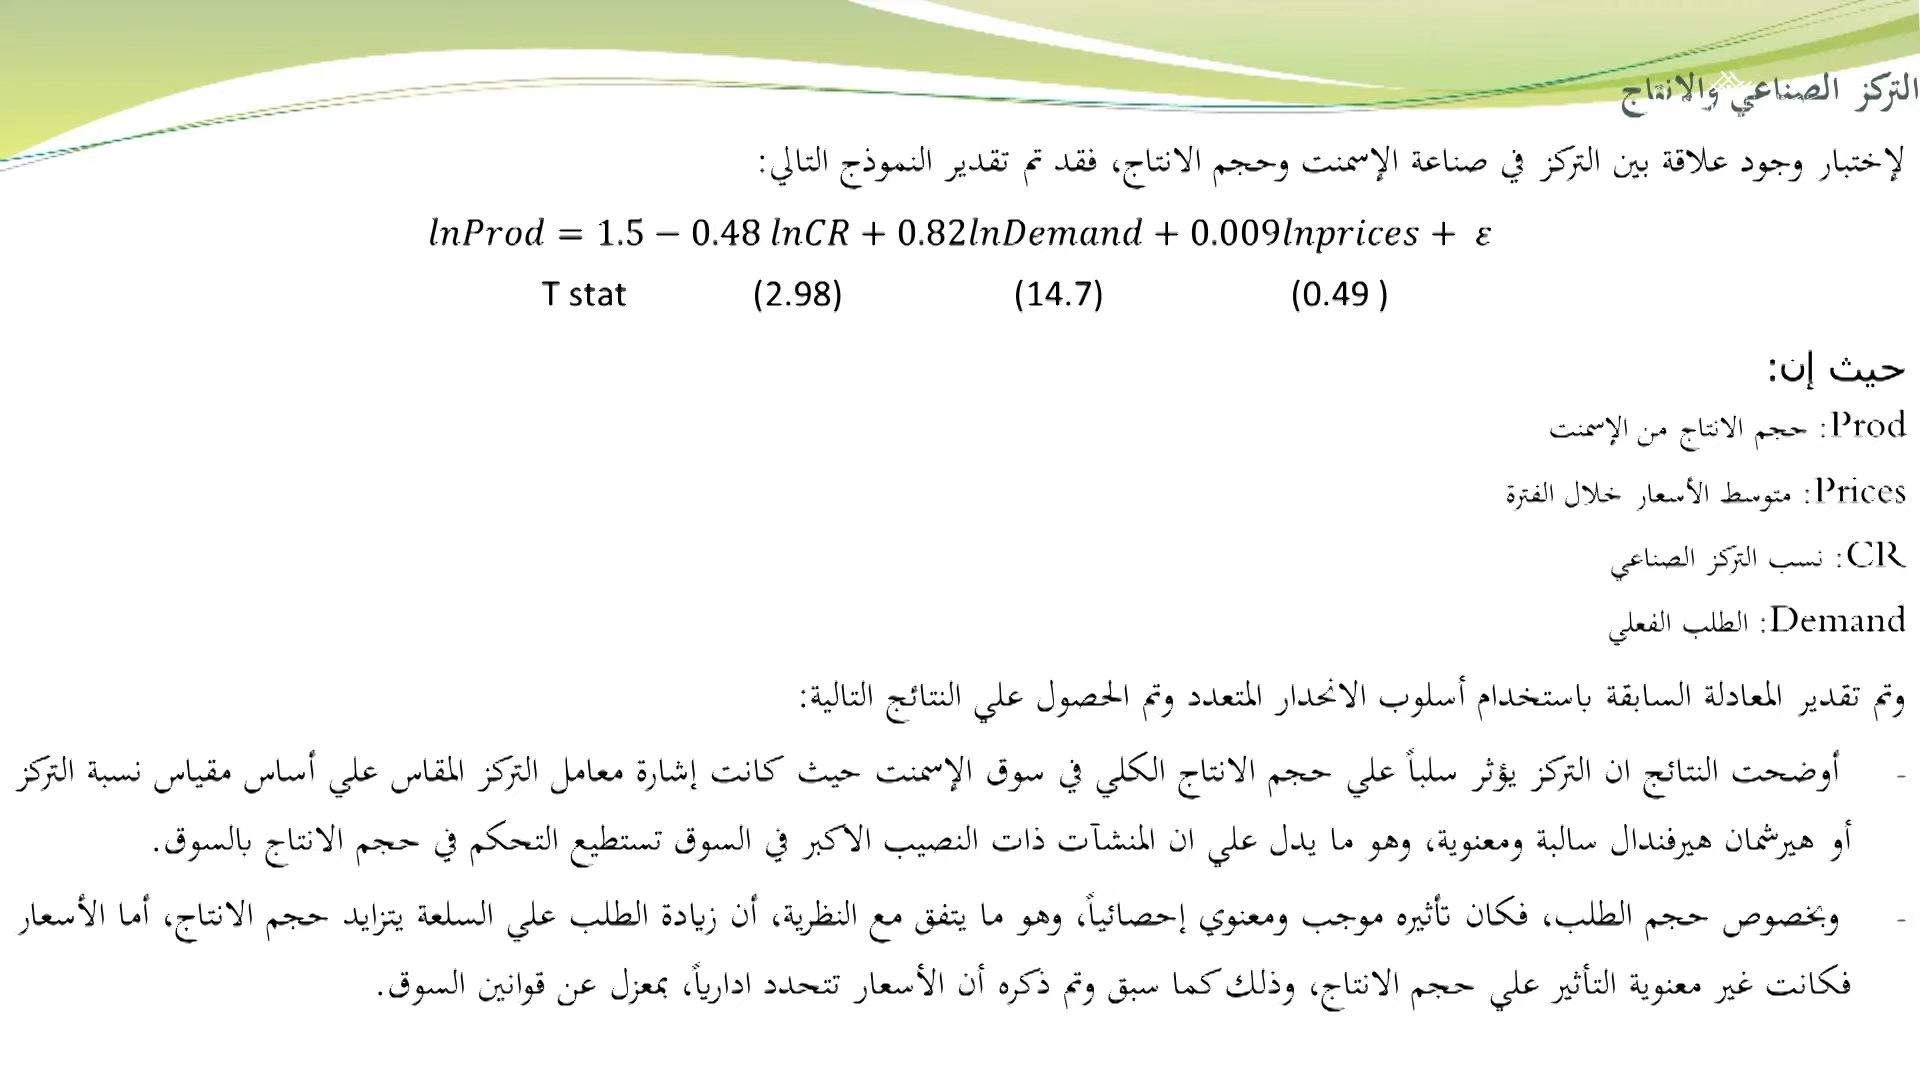 التركز الصناعي والانتاج
لإختبار وجود علاقة بين التركز في صناعة الإسمنت وحجم الانتاج، فقد تم تقدير النموذج التالي:
lnProd = 1.5 − 0.48 lnCR + 0.82lnDemand + 0.009lnprices + ε
T stat (2.98) (14.7) (0.49 )
حيث إن:
Prod: حجم الانتاج من الإسمنت
Prices: متوسط الأسعار خلال الفترة
CR: نسب التركز الصناعي
Demand: الطلب الفعلي
وتم تقدير المعادلة السابقة باستخدام أسلوب الانحدار المتعدد وتم الحصول علي النتائج التالية:
- أوضحت النتائج ان التركز يؤثر سلباً علي حجم الانتاج الكلي في سوق الإسمنت حيث كانت إشارة معامل التركز المقاس علي أساس مقياس نسبة التركز
أو هيرشمان هيرفندال سالبة ومعنوية، وهو ما يدل علي ان المنشآت ذات النصيب الاكبر في السوق تستطيع التحكم في حجم الانتاج بالسوق.
- وبخصوص حجم الطلب، فكان تأثيره موجب ومعنوي إحصائياً، وهو ما يتفق مع النظرية، أن زيادة الطلب علي السلعة يتزايد حجم الانتاج، أما الأسعار
فكانت غير معنوية التأثير علي حجم الانتاج، وذلك كما سبق وتم ذكره أن الأسعار تتحدد ادارياً، بمعزل عن قوانين السوق.